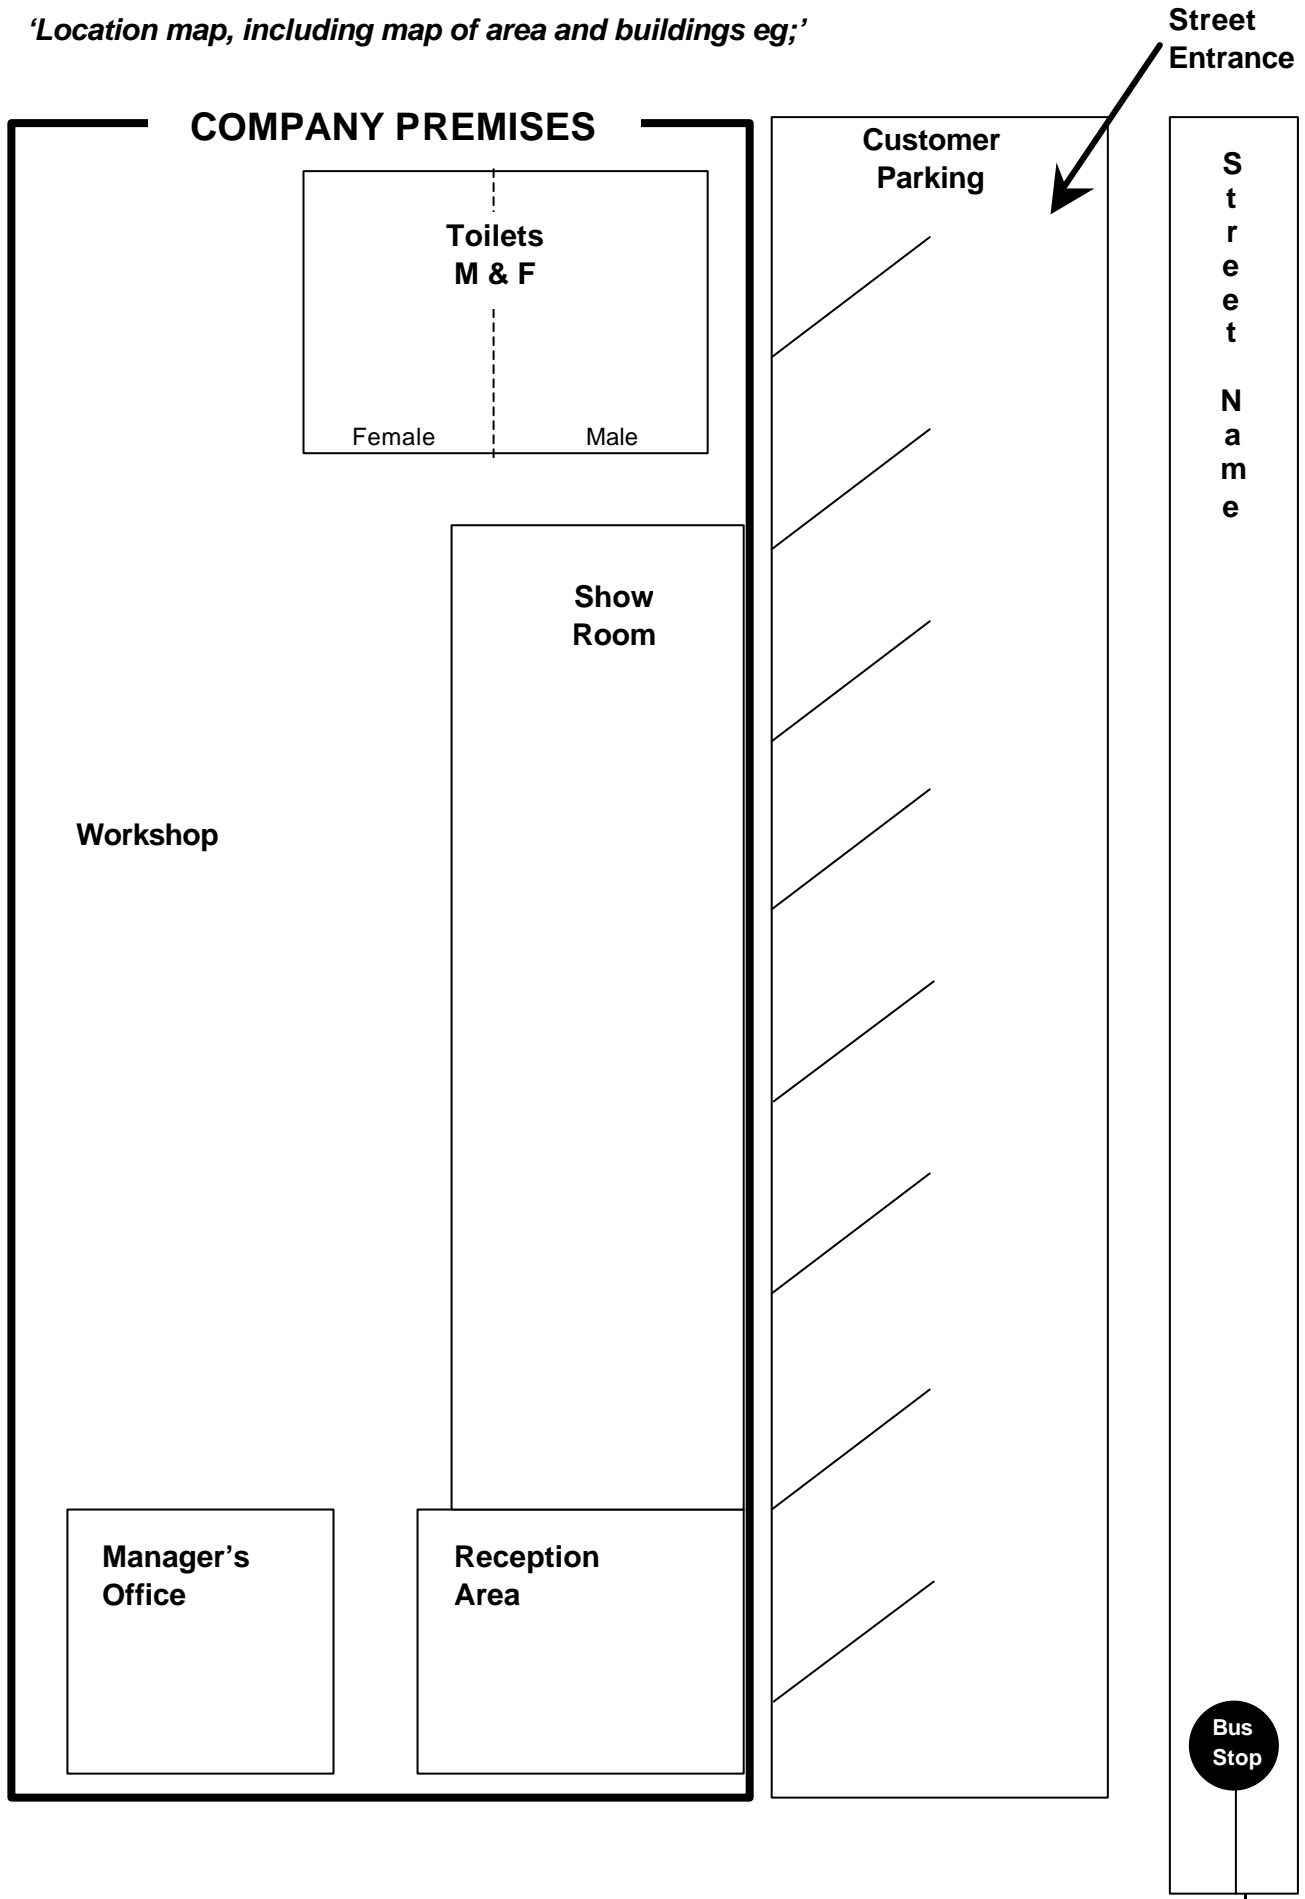 ‘Location map, including map of area and buildings eg;’
Street
Entrance
COMPANY PREMISES
Customer
Parking
Toilets
M & F
Female
Male
Show
Room
Workshop
Manager’s
Office
Reception
Area
S
t
r
e
e
t
N
a
m
e
Bus
Stop